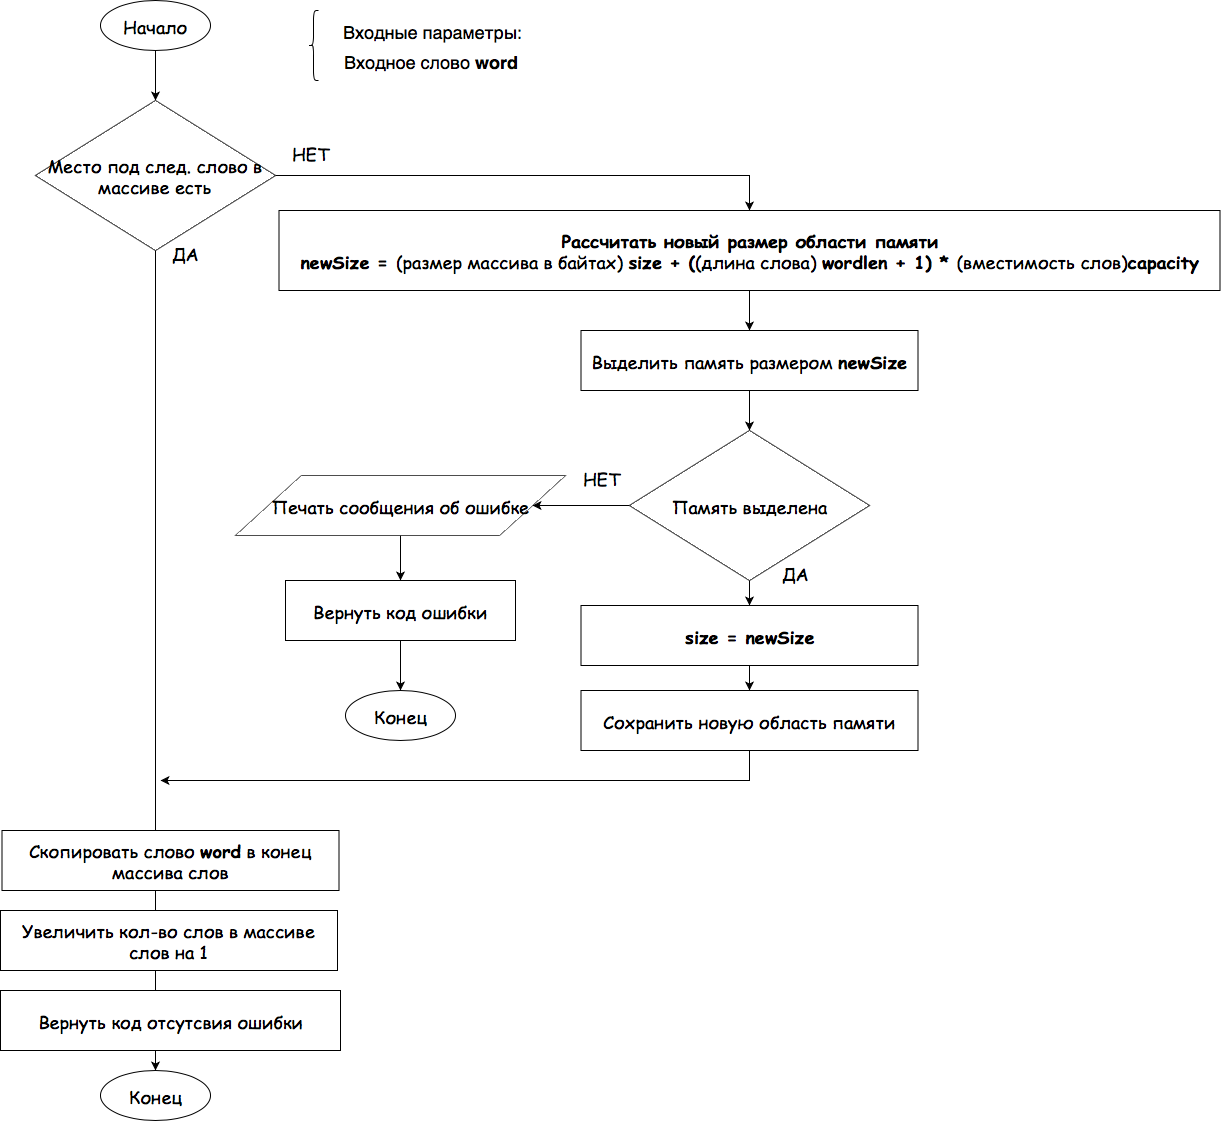 Начало
Входные параметры:
Входное слово word
Место под след. слово в
массиве есть
НЕТ
ДА
Рассчитать новый размер области памяти
newSize = (размер массива в байтах) size + ((длина слова) wordlen + 1) * (вместимость слов)capacity
Выделить память размером newSize
Память выделена
НЕТ
Печать сообщения об ошибке
Вернуть код ошибки
Конец
ДА
size = newSize
Сохранить новую область памяти
Скопировать слово word в конец
массива слов
Увеличить кол-во слов в массиве
слов на 1
Вернуть код отсутсвия ошибки
Конец